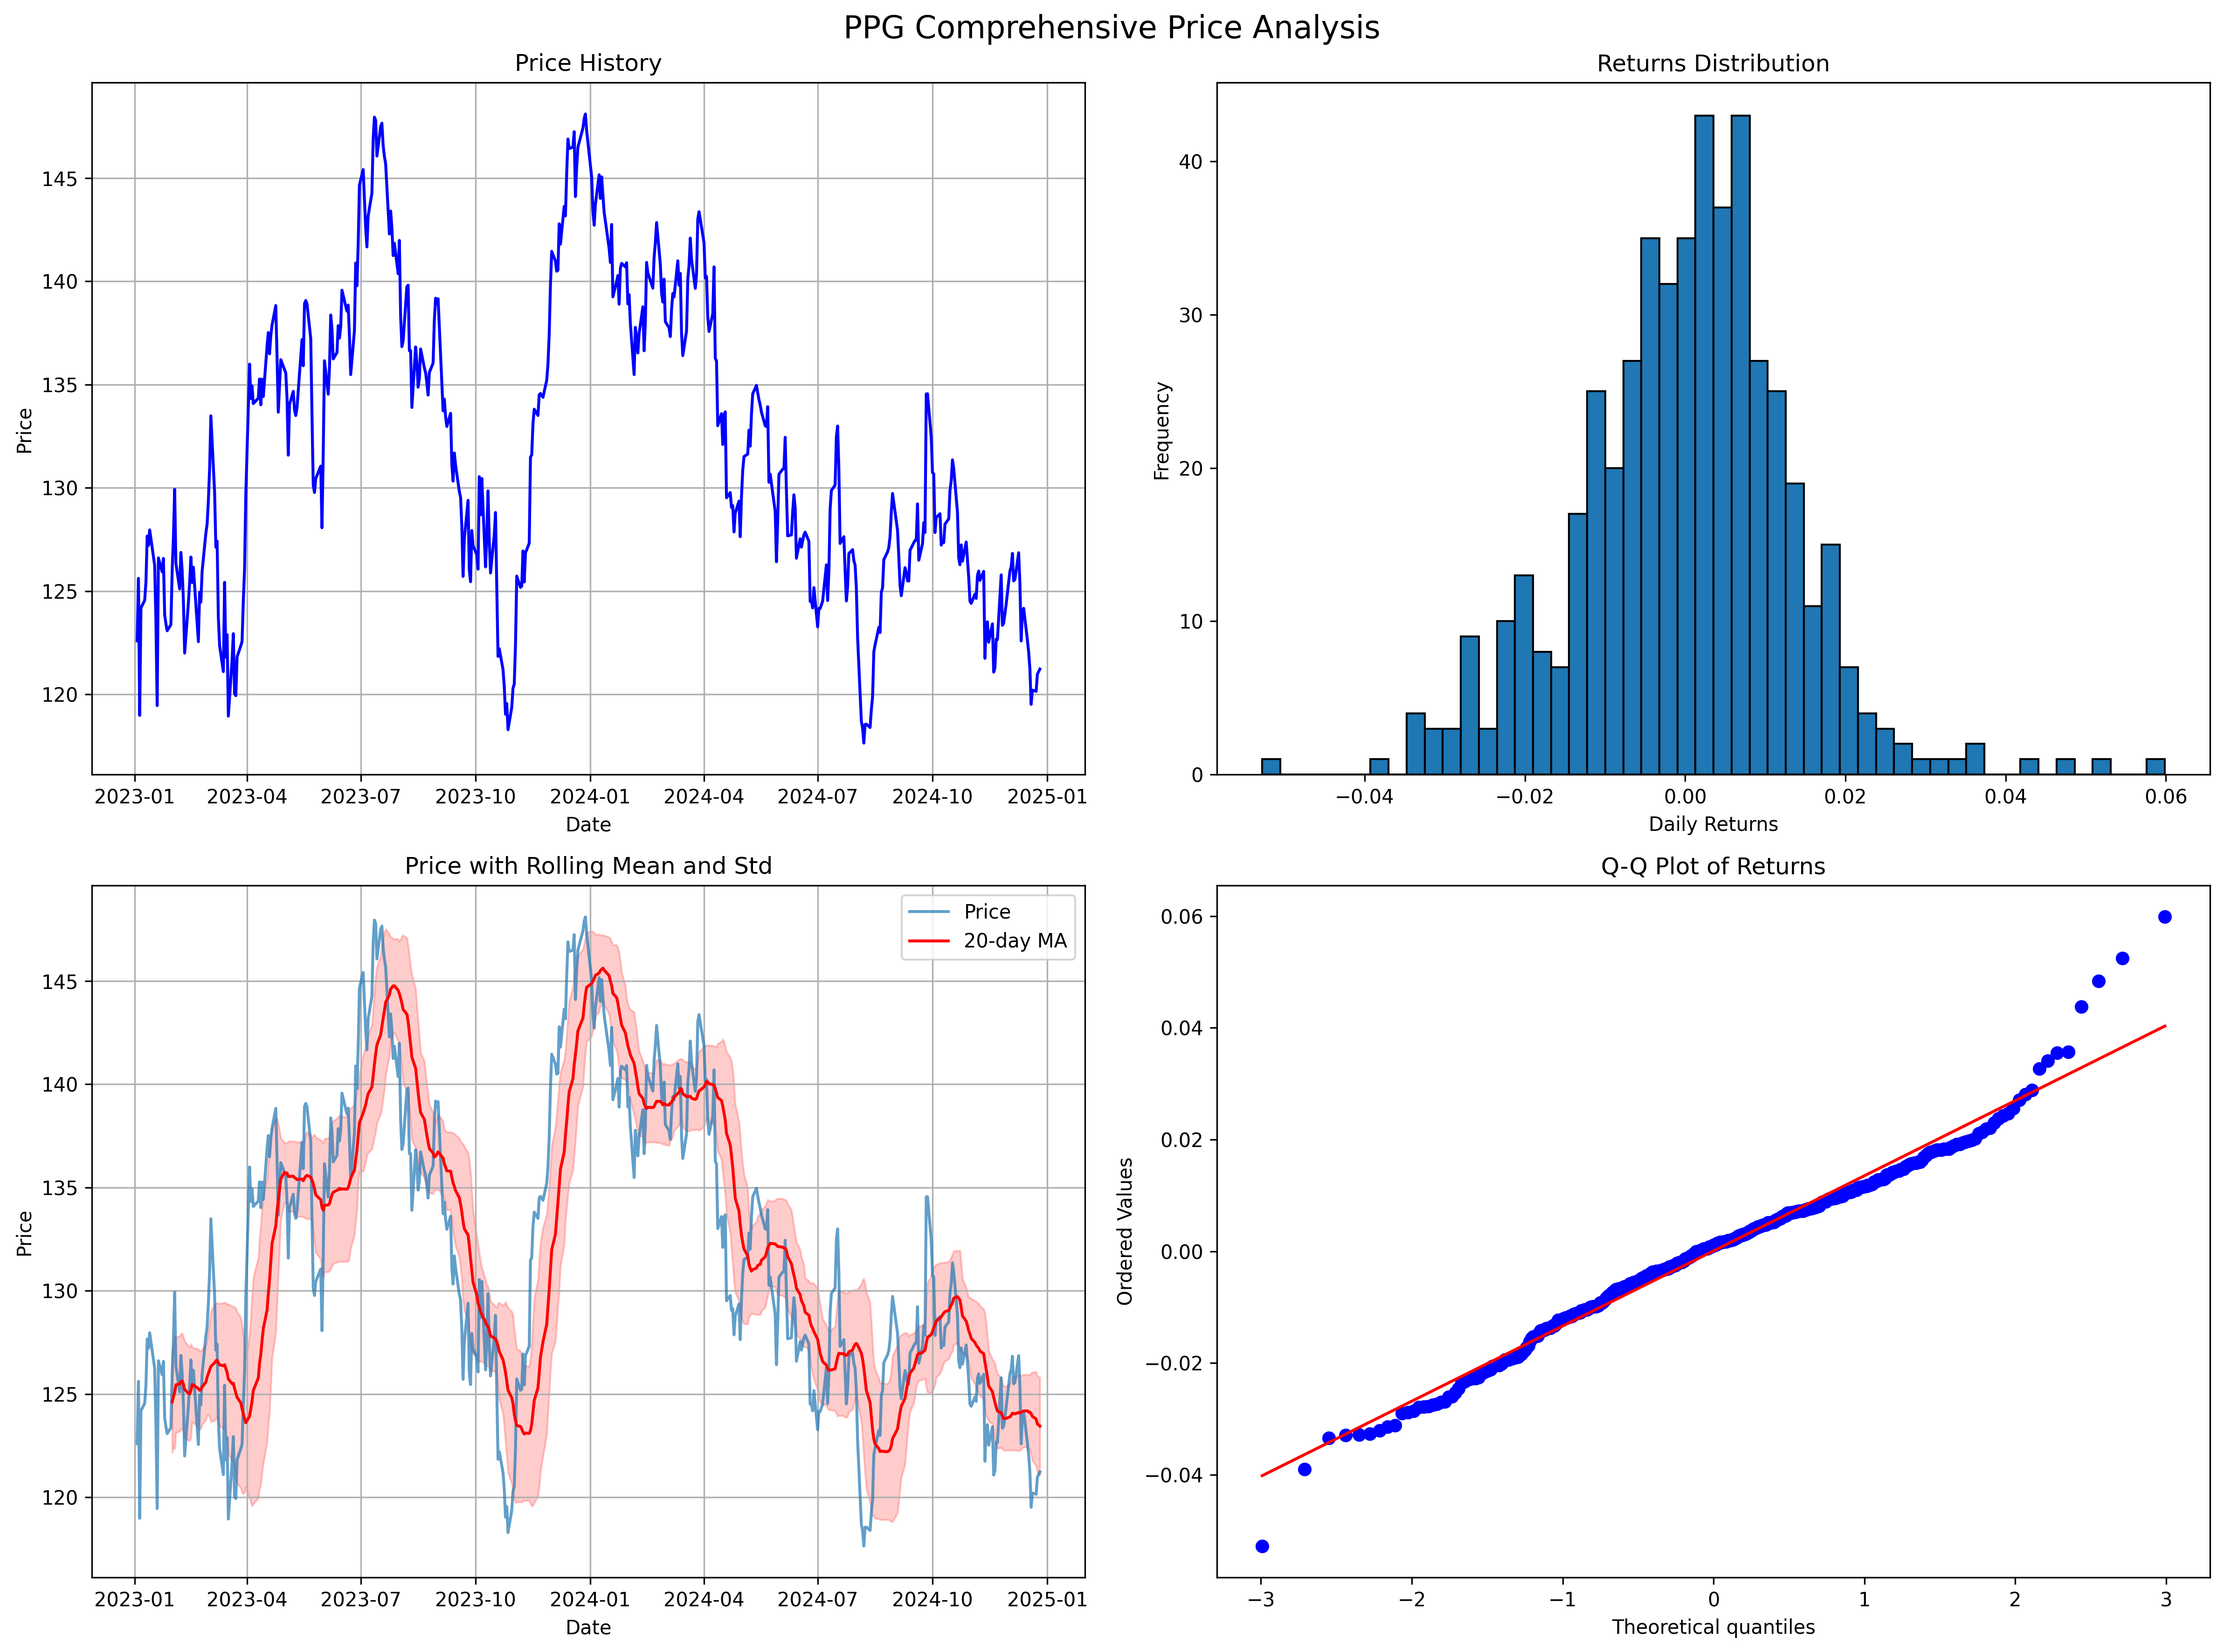 PPG Comprehensive Price Analysis
Price History
Price
145
140
135
130
125
120
2023-01 2023-04 2023-07 2023-10 2024-01 2024-04 2024-07 2024-10 2025-01
Date
Returns Distribution
Frequency
40
30
20
10
0
−0.04 −0.02 0.00 0.02 0.04 0.06
Daily Returns
Price with Rolling Mean and Std
Price
20-day MA
Price
145
140
135
130
125
120
2023-01 2023-04 2023-07 2023-10 2024-01 2024-04 2024-07 2024-10 2025-01
Date
Q-Q Plot of Returns
Ordered Values
0.06
0.04
0.02
0.00
−0.02
−0.04
−3 −2 −1 0 1 2 3
Theoretical quantiles